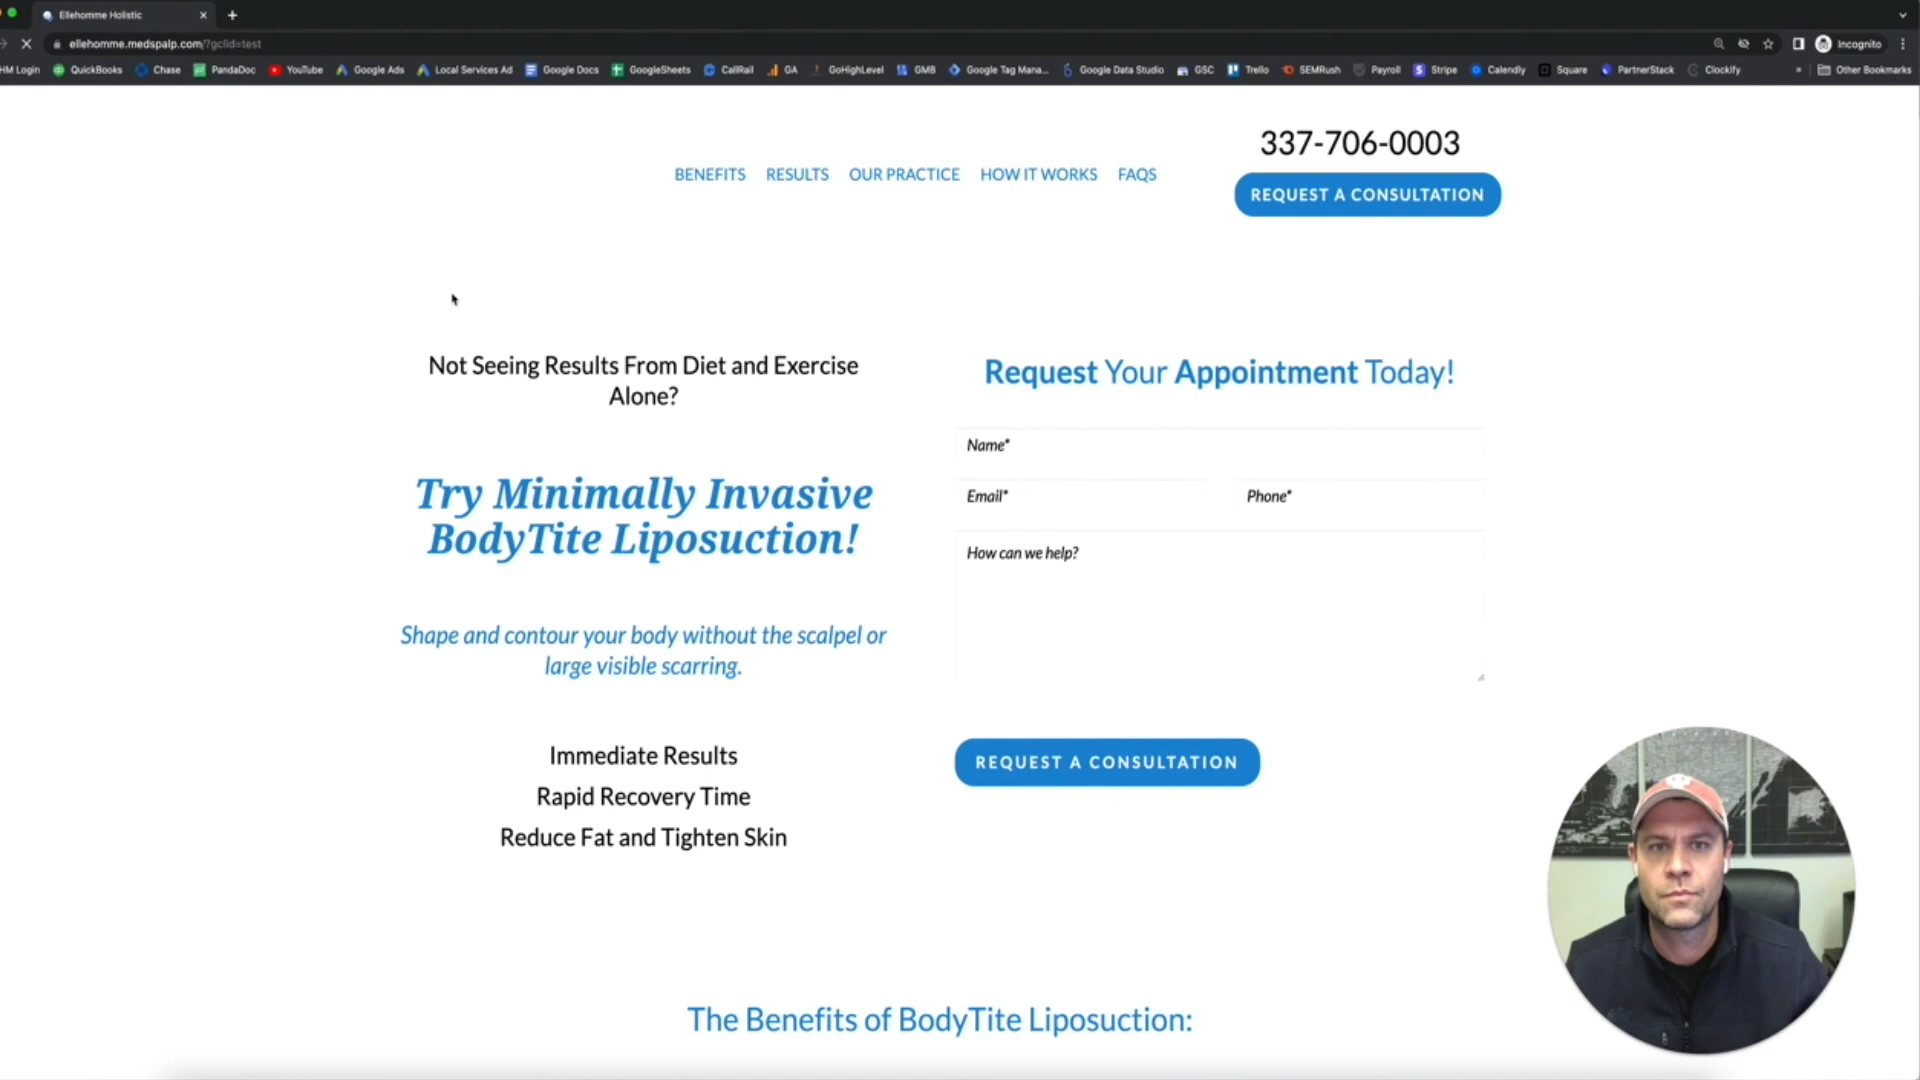 Ellehomme Holistic
ellehomme.medspalp.com/?gclid=test
Incognito
HM Login QuickBooks Chase PandaDoc YouTube Google Ads Local Services Ad Google Docs GoogleSheets CallRail GA GoHighLevel GMB Google Tag Mana... Google Data Studio GSC Trello SEMRush Payroll Stripe Calendly Square PartnerStack Clockify » Other Bookmarks
337-706-0003
BENEFITS RESULTS OUR PRACTICE HOW IT WORKS FAQS
REQUEST A CONSULTATION
Not Seeing Results From Diet and Exercise
Alone?
Try Minimally Invasive
BodyTite Liposuction!
Shape and contour your body without the scalpel or
large visible scarring.
Immediate Results
Rapid Recovery Time
Reduce Fat and Tighten Skin
Request Your Appointment Today!
Name*
Email* Phone*
How can we help?
REQUEST A CONSULTATION
The Benefits of BodyTite Liposuction: